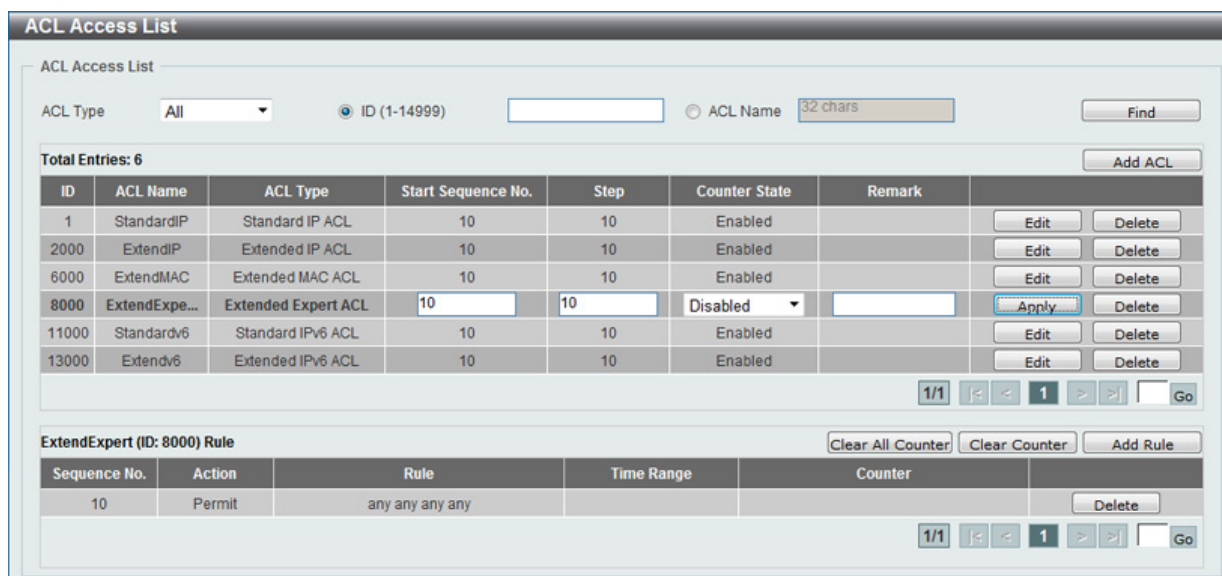 ACL Access List
ACL Access List
ACL Type All ID (1-14999) ACL Name 32 chars Find
Total Entries: 6 Add ACL
ID ACL Name ACL Type Start Sequence No. Step Counter State Remark
1 StandardIP Standard IP ACL 10 10 Enabled Edit Delete
2000 ExtendIP Extended IP ACL 10 10 Enabled Edit Delete
6000 ExtendMAC Extended MAC ACL 10 10 Enabled Edit Delete
8000 ExtendExpe... Extended Expert ACL 10 10 Disabled Apply Delete
11000 Standardv6 Standard IPv6 ACL 10 10 Enabled Edit Delete
13000 Extendv6 Extended IPv6 ACL 10 10 Enabled Edit Delete
1/1 |< < 1 > >| Go
ExtendExpert (ID: 8000) Rule Clear All Counter Clear Counter Add Rule
Sequence No. Action Rule Time Range Counter
10 Permit any any any any Delete
1/1 |< < 1 > >| Go